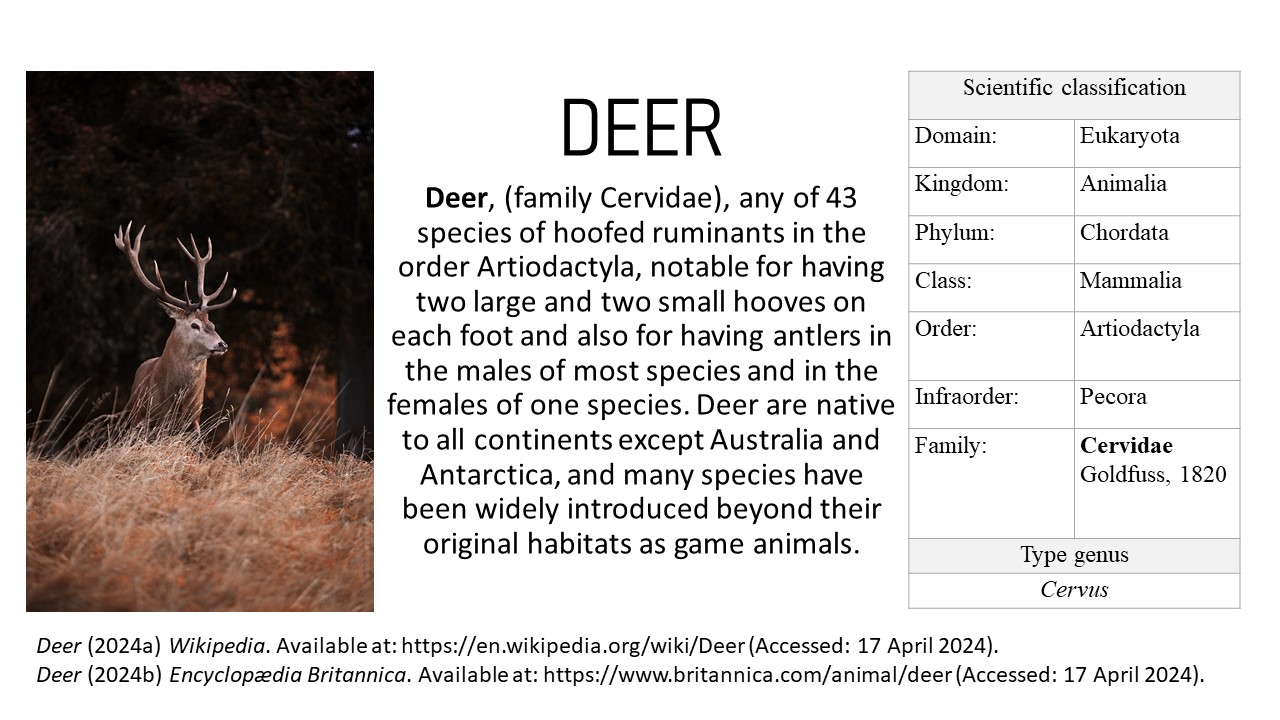 DEER
Deer, (family Cervidae), any of 43
species of hoofed ruminants in the
order Artiodactyla, notable for having
two large and two small hooves on
each foot and also for having antlers in
the males of most species and in the
females of one species. Deer are native
to all continents except Australia and
Antarctica, and many species have
been widely introduced beyond their
original habitats as game animals.
Scientific classification
Domain: Eukaryota
Kingdom: Animalia
Phylum: Chordata
Class: Mammalia
Order: Artiodactyla
Infraorder: Pecora
Family: Cervidae
Goldfuss, 1820
Type genus
Cervus
Deer (2024a) Wikipedia. Available at: https://en.wikipedia.org/wiki/Deer (Accessed: 17 April 2024).
Deer (2024b) Encyclopædia Britannica. Available at: https://www.britannica.com/animal/deer (Accessed: 17 April 2024).